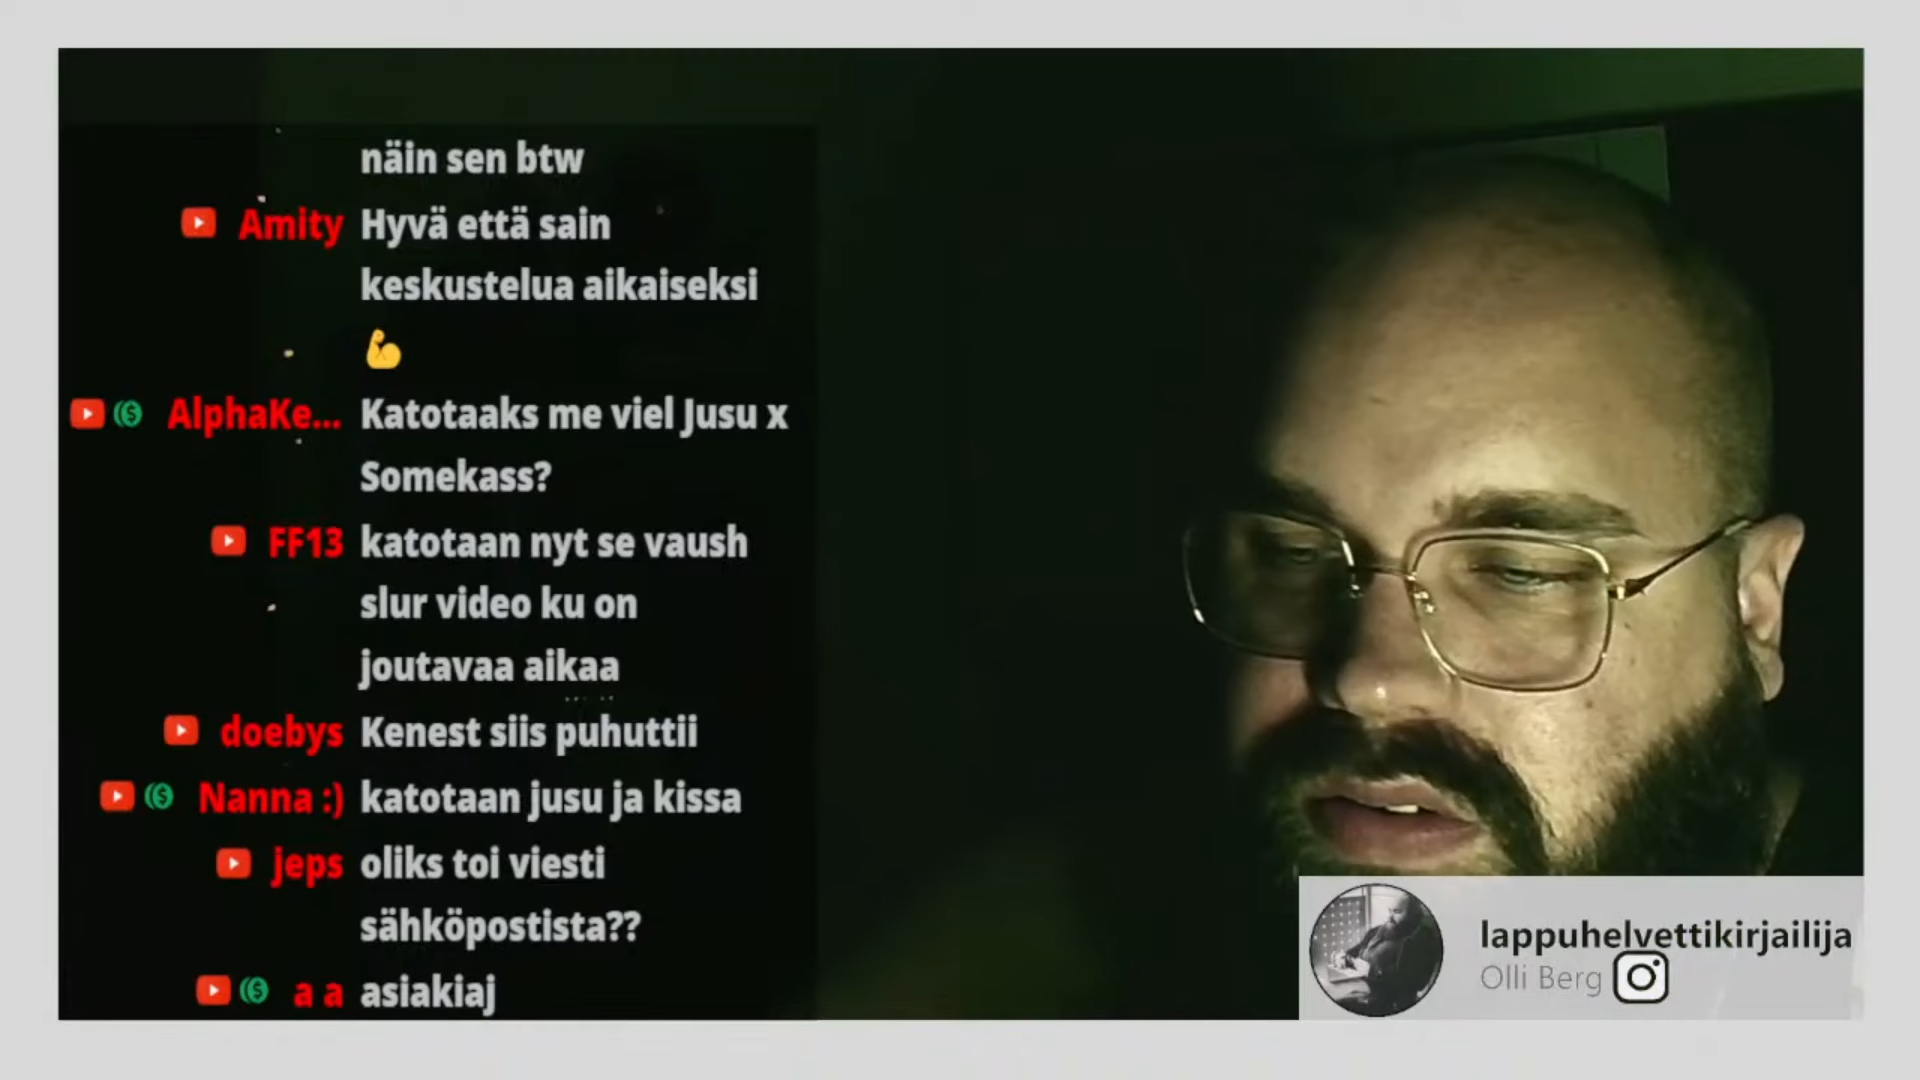 näin sen btw
Amity Hyvä että sain
keskustelua aikaiseksi
💪
AlphaKe... Katotaaks me viel Jusu x
Somekass?
FF13 katotaan nyt se vaush
slur video ku on
joutavaa aikaa
doebys Kenest siis puhuttii
Nanna :) katotaan jusu ja kissa
jeps oliks toi viesti
sähköpostista??
a a asiakiaj
lappuhelvettikirjailija
Olli Berg